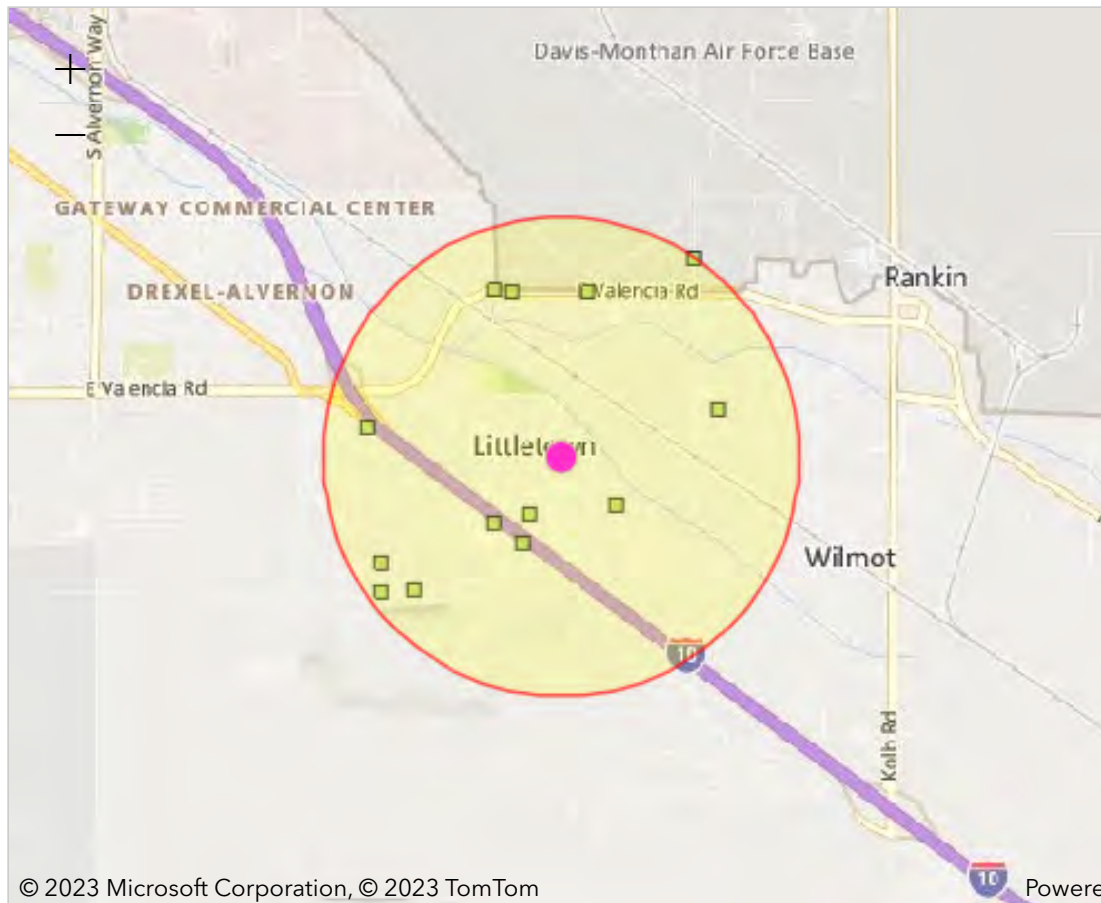 S Alvernon Way
Davis-Monthan Air Force Base
GATEWAY COMMERCIAL CENTER
Rankin
DREXEL-ALVERNON
E Valencia Rd
E Valencia Rd
Littletown
Wilmot
10
Kolb Rd
10
© 2023 Microsoft Corporation, © 2023 TomTom
Powere